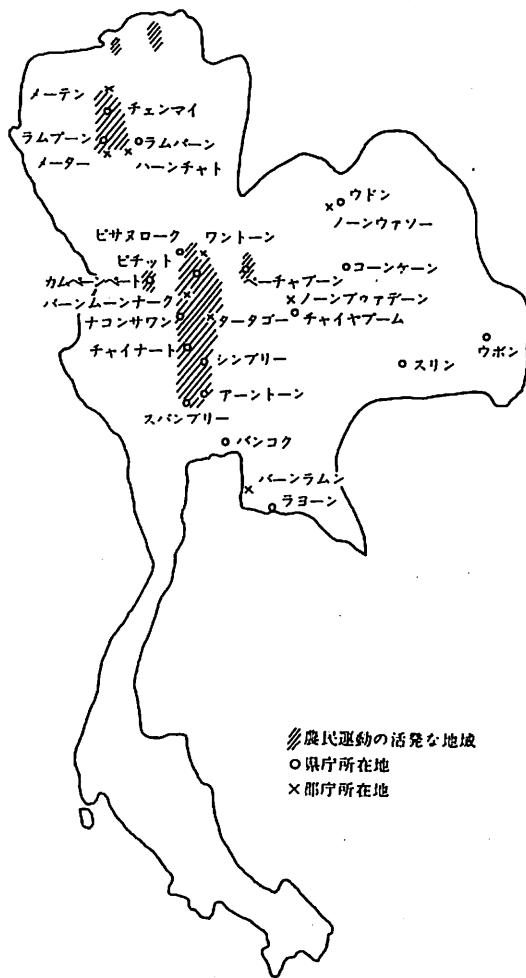 メーテン
チェンマイ
ラムプーン
ラムパーン
メーター
ハーンチャト
ウドン
ノーンウァソー
ピサヌローク
ワントーン
ピチット
カムペーンペート
ペーチャブーン
コーンケーン
バーンムーンナーク
ノーンブゥァデーン
ナコンサワン
タータゴー
チャイヤプーム
チャイナート
シンブリー
ウボン
スリン
アーントーン
スパンブリー
バンコク
バーンラムン
ラヨーン
農民運動の活発な地域
県庁所在地
郡庁所在地